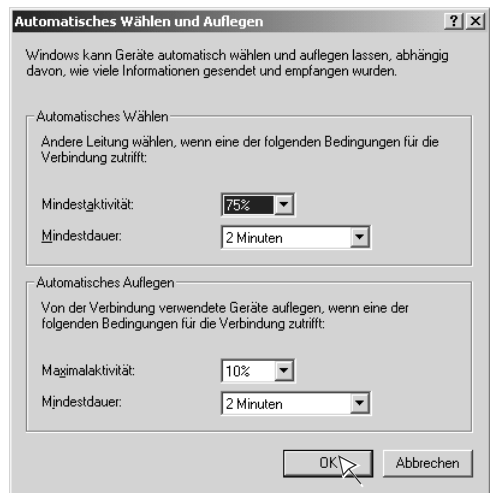 Automatisches Wählen und Auflegen
Windows kann Geräte automatisch wählen und auflegen lassen, abhängig
davon, wie viele Informationen gesendet und empfangen wurden.
Automatisches Wählen
Andere Leitung wählen, wenn eine der folgenden Bedingungen für die
Verbindung zutrifft:
Mindestaktivität: 75%
Mindestdauer: 2 Minuten
Automatisches Auflegen
Von der Verbindung verwendete Geräte auflegen, wenn eine der
folgenden Bedingungen für die Verbindung zutrifft:
Maximalaktivität: 10%
Mindestdauer: 2 Minuten
OK Abbrechen